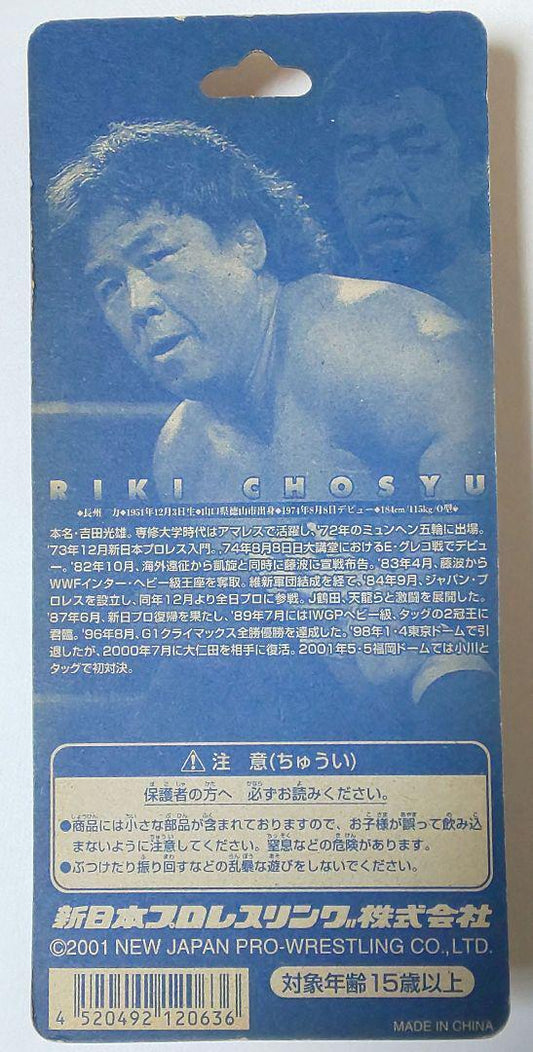 RIKI CHOSYU
◆長州 力◆1951年12月3日生◆山口県徳山市出身◆1974年8月8日デビュー◆184cm/115kg/O型◆
本名・吉田光雄。専修大学時代はアマレスで活躍し、'72年のミュンヘン五輪に出場。
'73年12月新日本プロレス入門。,74年8月8日日大講堂におけるE・グレコ戦でデビュ
ー。'82年10月、海外遠征から凱旋と同時に藤波に宣戦布告。'83年4月、藤波から
WWFインター・ヘビー級王座を奪取。維新軍団結成を経て、'84年9月、ジャパン・プ
ロレスを設立し、同年12月より全日プロに参戦。J鶴田、天龍らと激闘を展開した。
'87年6月、新日プロ復帰を果たし、'89年7月にはIWGPヘビー級、タッグの2冠王に
君臨。'96年8月、G1クライマックス全勝優勝を達成した。'98年1・4東京ドームで引
退したが、2000年7月に大仁田を相手に復活。2001年5・5福岡ドームでは小川と
タッグで初対決。
注意(ちゅうい)
保護者の方へ 必ずお読みください。
●商品には小さな部品が含まれておりますので、お子様が誤って飲み込
まないように注意してください。窒息などの危険があります。
●ぶつけたり振り回すなどの乱暴な遊びをしないでください。
新日本プロレスリング株式会社
©2001 NEW JAPAN PRO-WRESTLING CO.,LTD.
対象年齢15歳以上
4 520492 120636
MADE IN CHINA